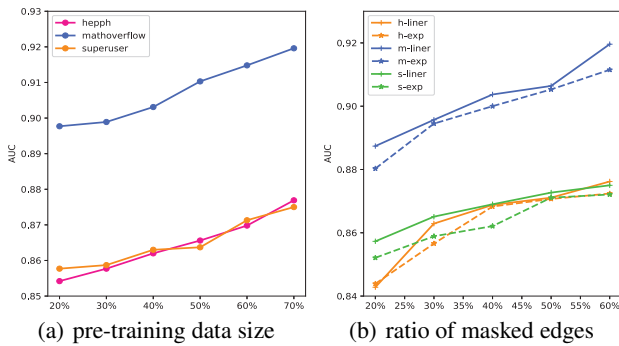 hepph
mathoverflow
superuser
AUC
0.93
0.92
0.91
0.90
0.89
0.88
0.87
0.86
0.85
20% 30% 40% 50% 60% 70%
(a) pre-training data size
h-liner
h-exp
m-liner
m-exp
s-liner
s-exp
AUC
0.92
0.90
0.88
0.86
0.84
20% 25% 30% 35% 40% 45% 50% 55% 60%
(b) ratio of masked edges